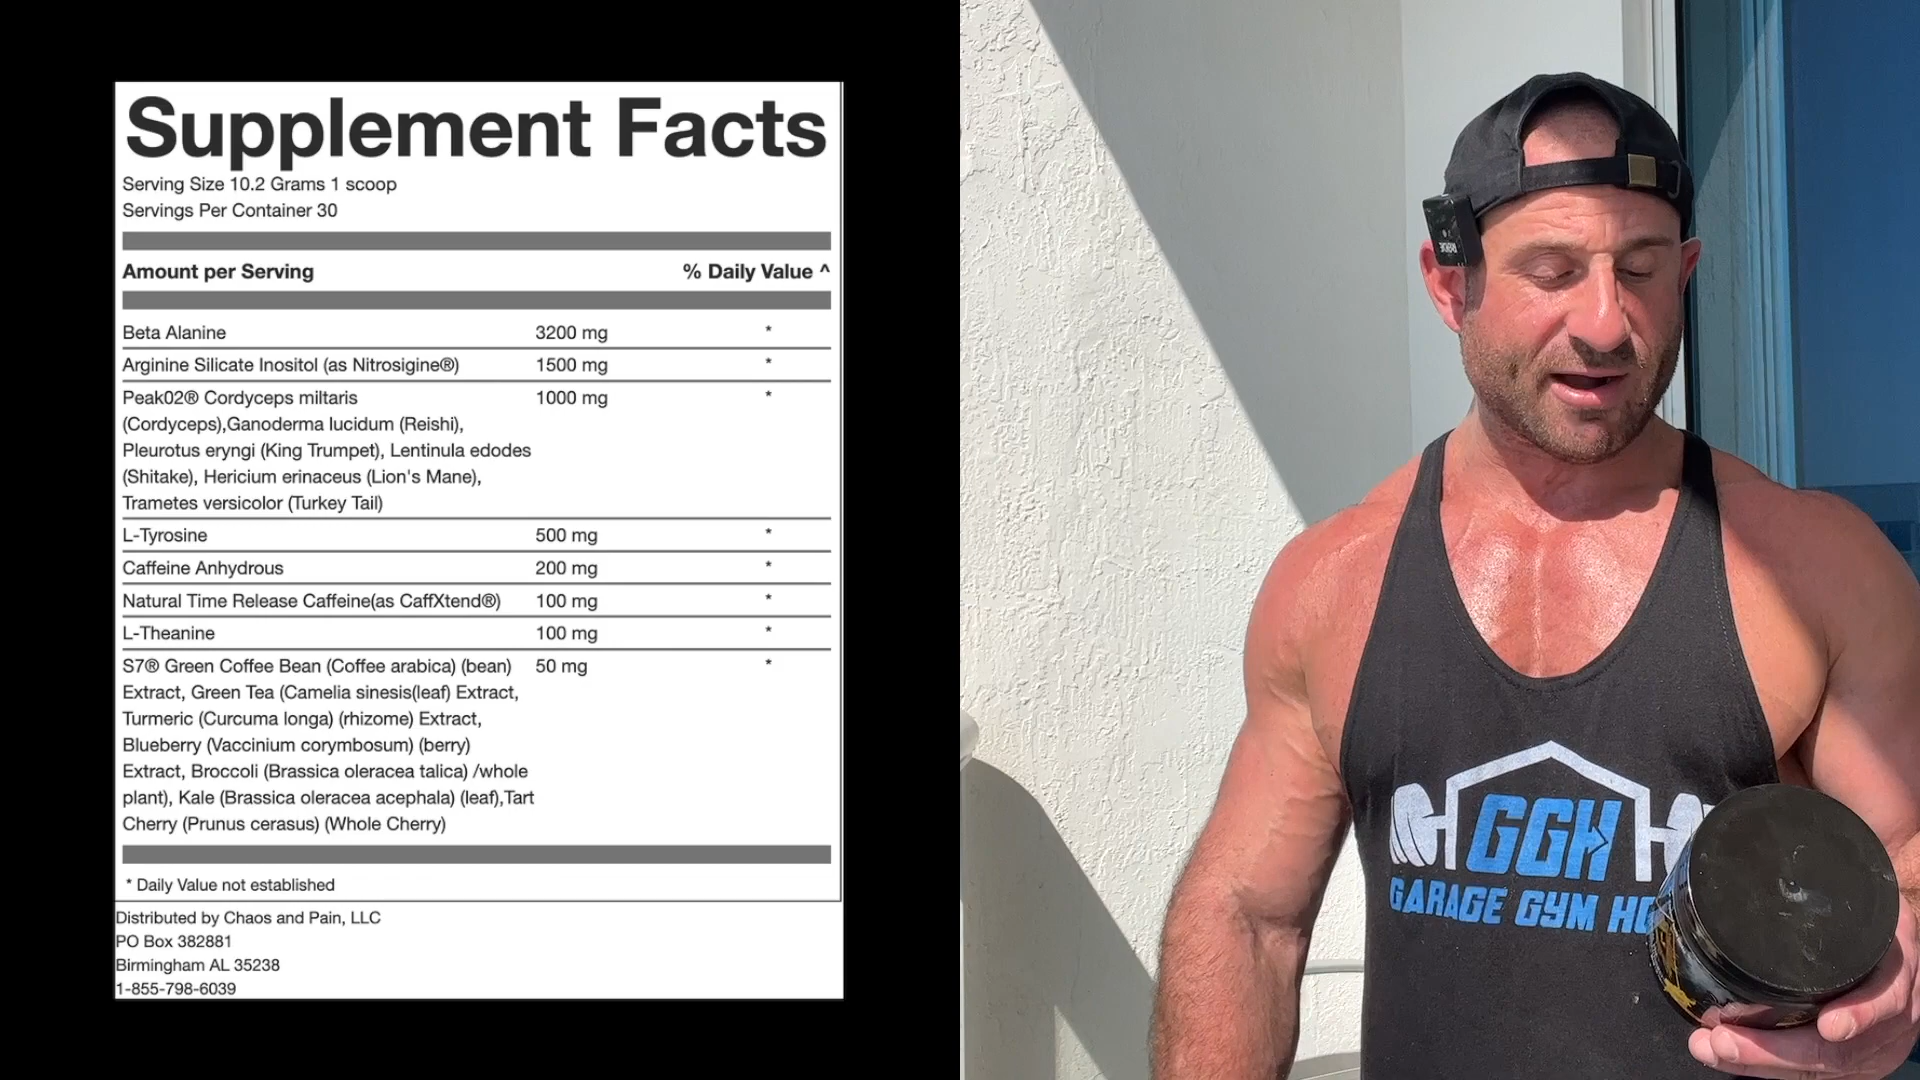 Supplement Facts
Serving Size 10.2 Grams 1 scoop
Servings Per Container 30
Amount per Serving % Daily Value ^
Beta Alanine 3200 mg *
Arginine Silicate Inositol (as Nitrosigine®) 1500 mg *
Peak02® Cordyceps miltaris 1000 mg *
(Cordyceps),Ganoderma lucidum (Reishi),
Pleurotus eryngi (King Trumpet), Lentinula edodes
(Shitake), Hericium erinaceus (Lion's Mane),
Trametes versicolor (Turkey Tail)
L-Tyrosine 500 mg *
Caffeine Anhydrous 200 mg *
Natural Time Release Caffeine(as CaffXtend®) 100 mg *
L-Theanine 100 mg *
S7® Green Coffee Bean (Coffee arabica) (bean) 50 mg *
Extract, Green Tea (Camelia sinesis(leaf) Extract,
Turmeric (Curcuma longa) (rhizome) Extract,
Blueberry (Vaccinium corymbosum) (berry)
Extract, Broccoli (Brassica oleracea talica) /whole
plant), Kale (Brassica oleracea acephala) (leaf),Tart
Cherry (Prunus cerasus) (Whole Cherry)
* Daily Value not established
Distributed by Chaos and Pain, LLC
PO Box 382881
Birmingham AL 35238
1-855-798-6039
GGH
GARAGE GYM HO